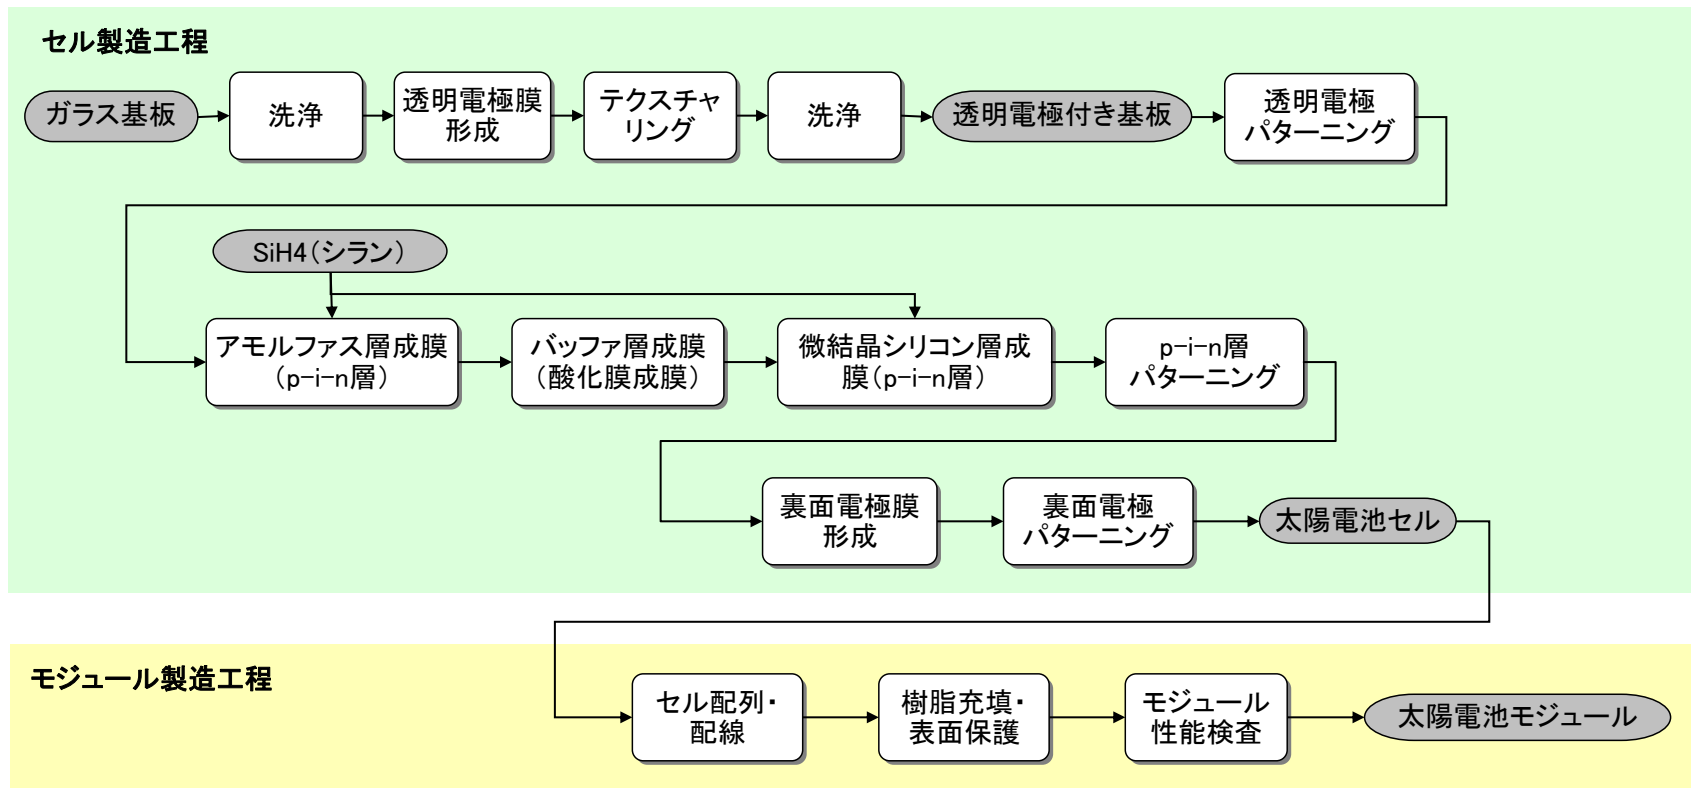 セル製造工程
ガラス基板
洗浄
透明電極膜
形成
テクスチャ
リング
洗浄
透明電極付き基板
透明電極
パターニング
SiH4(シラン)
アモルファス層成膜
(p-i-n層)
バッファ層成膜
(酸化膜成膜)
微結晶シリコン層成
膜(p-i-n層)
p-i-n層
パターニング
裏面電極膜
形成
裏面電極
パターニング
太陽電池セル
モジュール製造工程
セル配列・
配線
樹脂充填・
表面保護
モジュール
性能検査
太陽電池モジュール